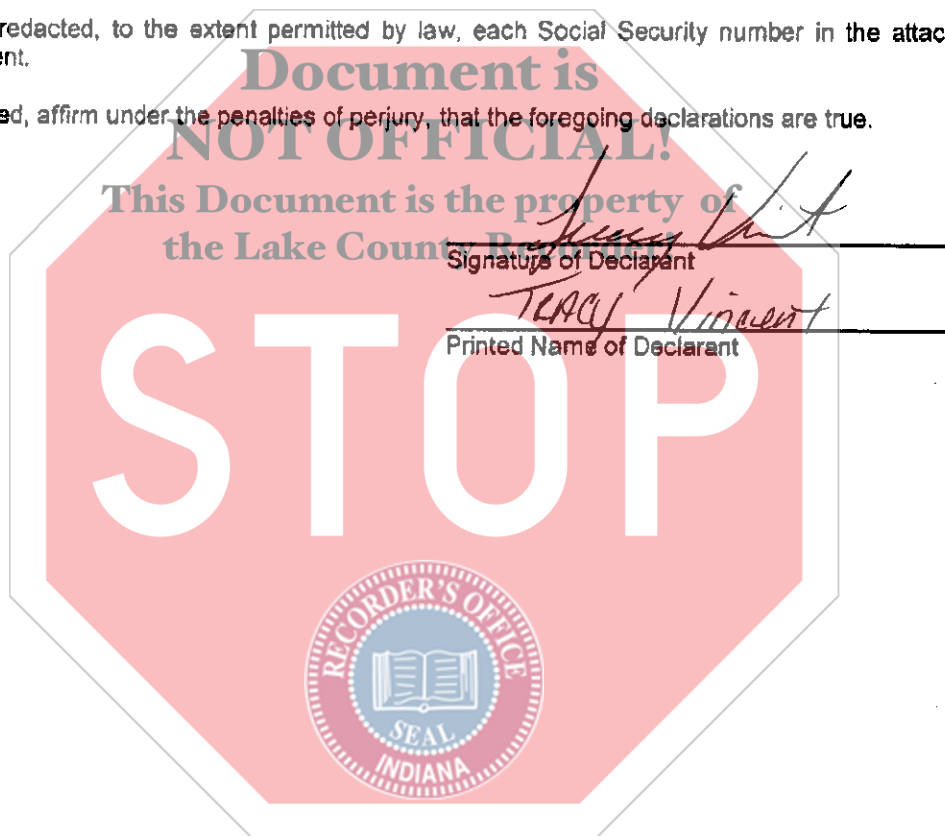 redacted, to the extent permitted by law, each Social Security number in the attac
ent.
Document is
ed, affirm under the penalties of perjury, that the foregoing declarations are true.
NOT OFFICIAL!
This Document is the property of
the Lake County Recorder!
Signature of Declarant
TRACY Vincent
Printed Name of Declarant
STOP
RECORDER'S OFFICE
SEAL
INDIANA